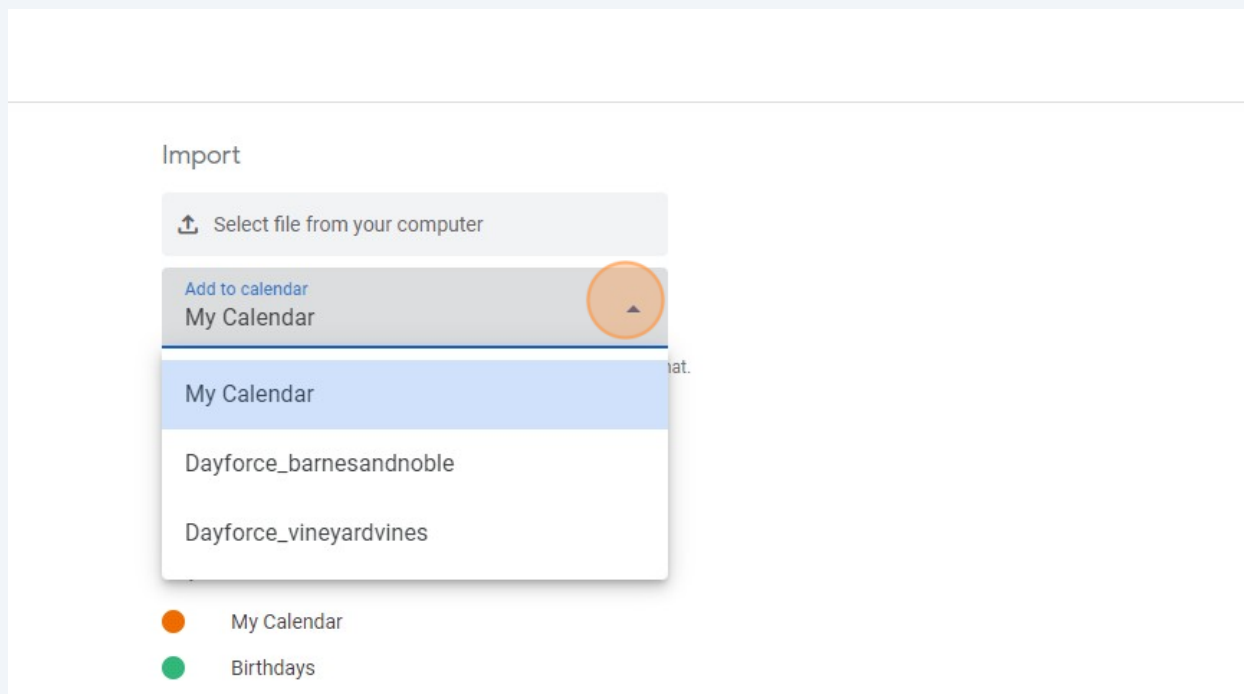 Import
Select file from your computer
Add to calendar
My Calendar
My Calendar
Dayforce_barnesandnoble
Dayforce_vineyardvines
My Calendar
Birthdays